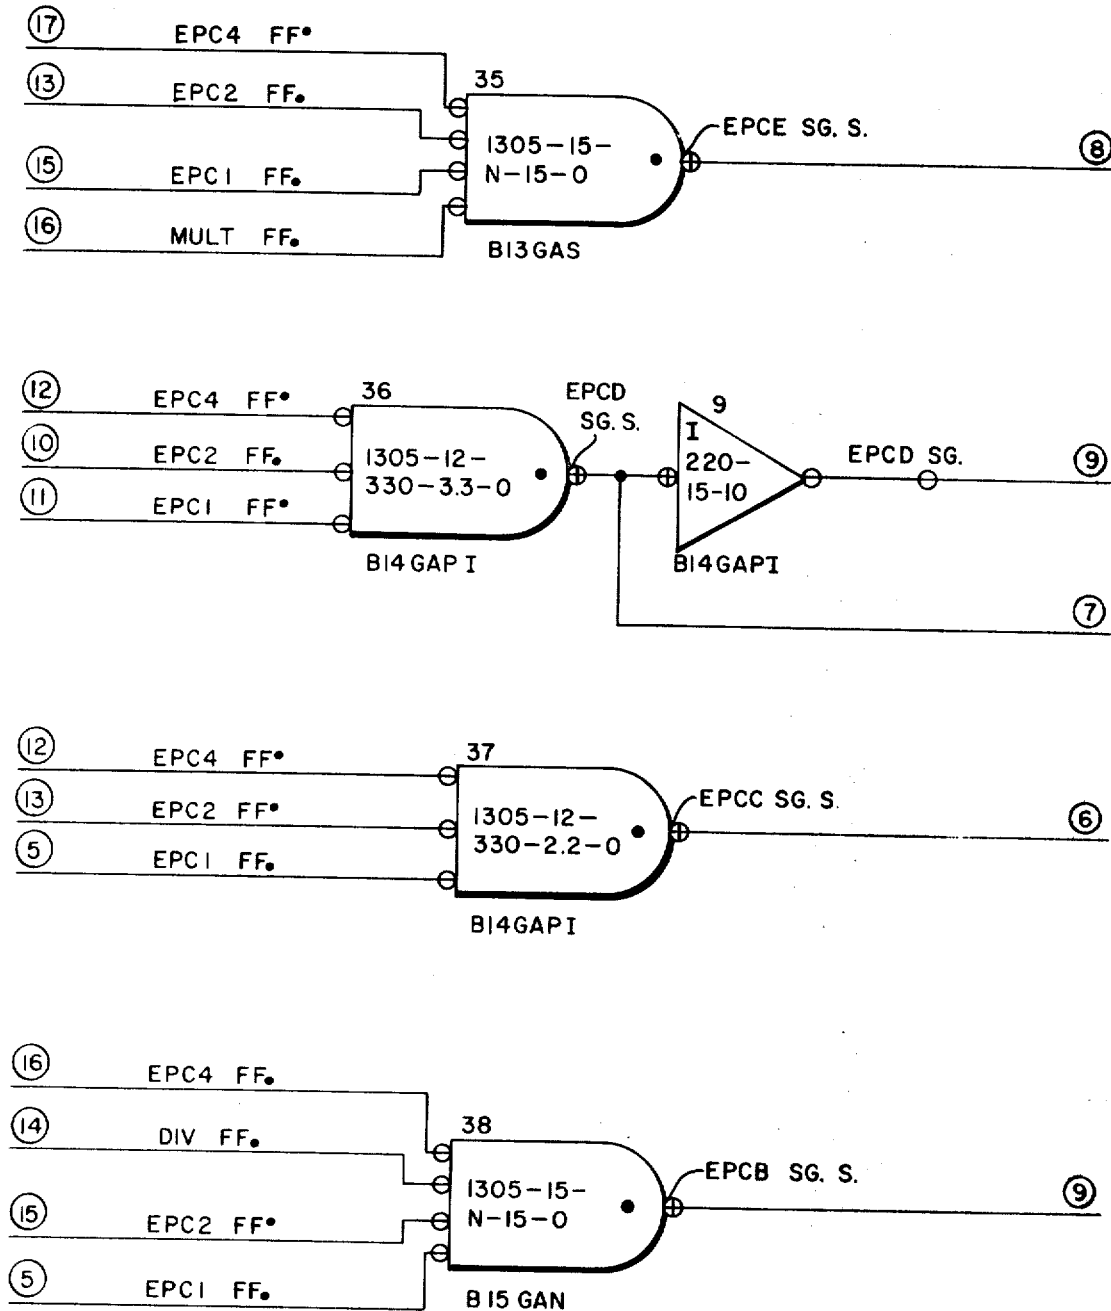 17
EPC4 FF•
13
EPC2 FF.
15
EPC1 FF.
16
MULT FF.
35
1305-15-
N-15-0
B13GAS
EPCE SG. S.
8
12
EPC4 FF•
10
EPC2 FF.
11
EPC1 FF•
36
1305-12-
330-3.3-0
B14GAPI
EPCD
SG. S.
9
I
220-
15-10
B14GAPI
EPCD SG.
9
7
12
EPC4 FF•
13
EPC2 FF•
5
EPC1 FF.
37
1305-12-
330-2.2-0
B14GAPI
EPCC SG. S.
6
16
EPC4 FF.
14
DIV FF.
15
EPC2 FF•
5
EPC1 FF.
38
1305-15-
N-15-0
B15GAN
EPCB SG. S.
9